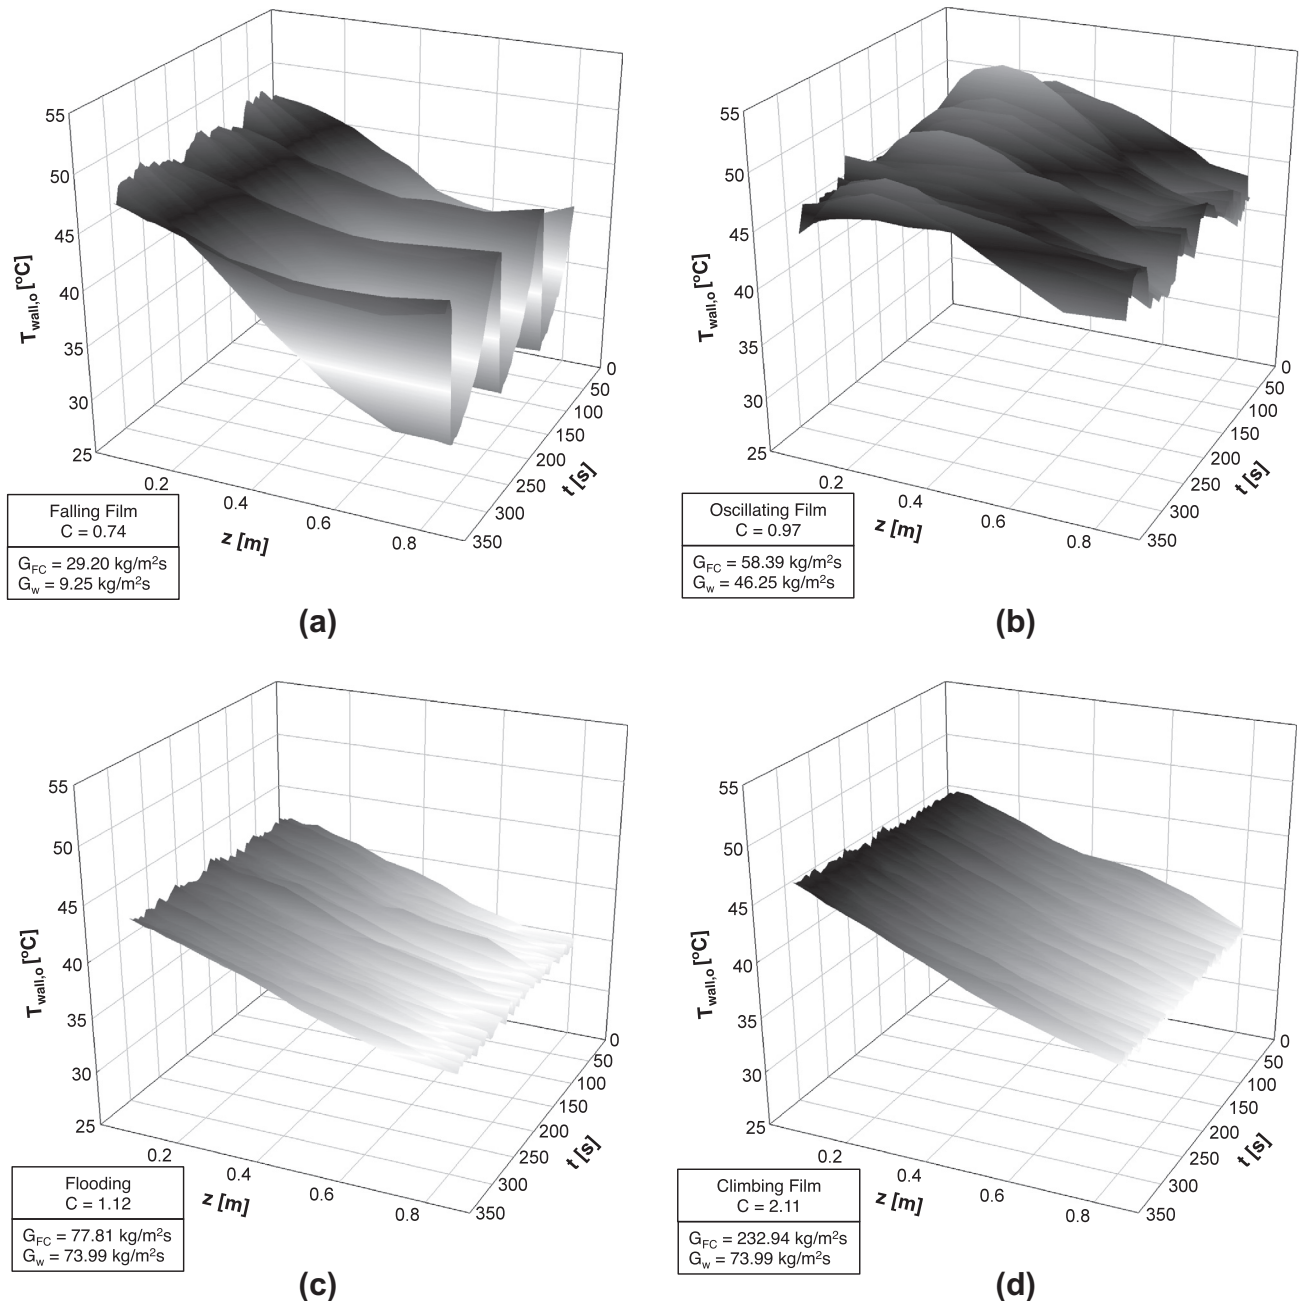 55
50
45
40
35
30
25
T_wall,o [ºC]
0.2
0.4
0.6
0.8
z [m]
0
50
100
150
200
250
300
350
t [s]
Falling Film
C = 0.74
G_FC = 29.20 kg/m²s
G_w = 9.25 kg/m²s
(a)
55
50
45
40
35
30
25
T_wall,o [ºC]
0.2
0.4
0.6
0.8
z [m]
0
50
100
150
200
250
300
350
t [s]
Oscillating Film
C = 0.97
G_FC = 58.39 kg/m²s
G_w = 46.25 kg/m²s
(b)
55
50
45
40
35
30
25
T_wall,o [ºC]
0.2
0.4
0.6
0.8
z [m]
0
50
100
150
200
250
300
350
t [s]
Flooding
C = 1.12
G_FC = 77.81 kg/m²s
G_w = 73.99 kg/m²s
(c)
55
50
45
40
35
30
25
T_wall,o [ºC]
0.2
0.4
0.6
0.8
z [m]
0
50
100
150
200
250
300
350
t [s]
Climbing Film
C = 2.11
G_FC = 232.94 kg/m²s
G_w = 73.99 kg/m²s
(d)